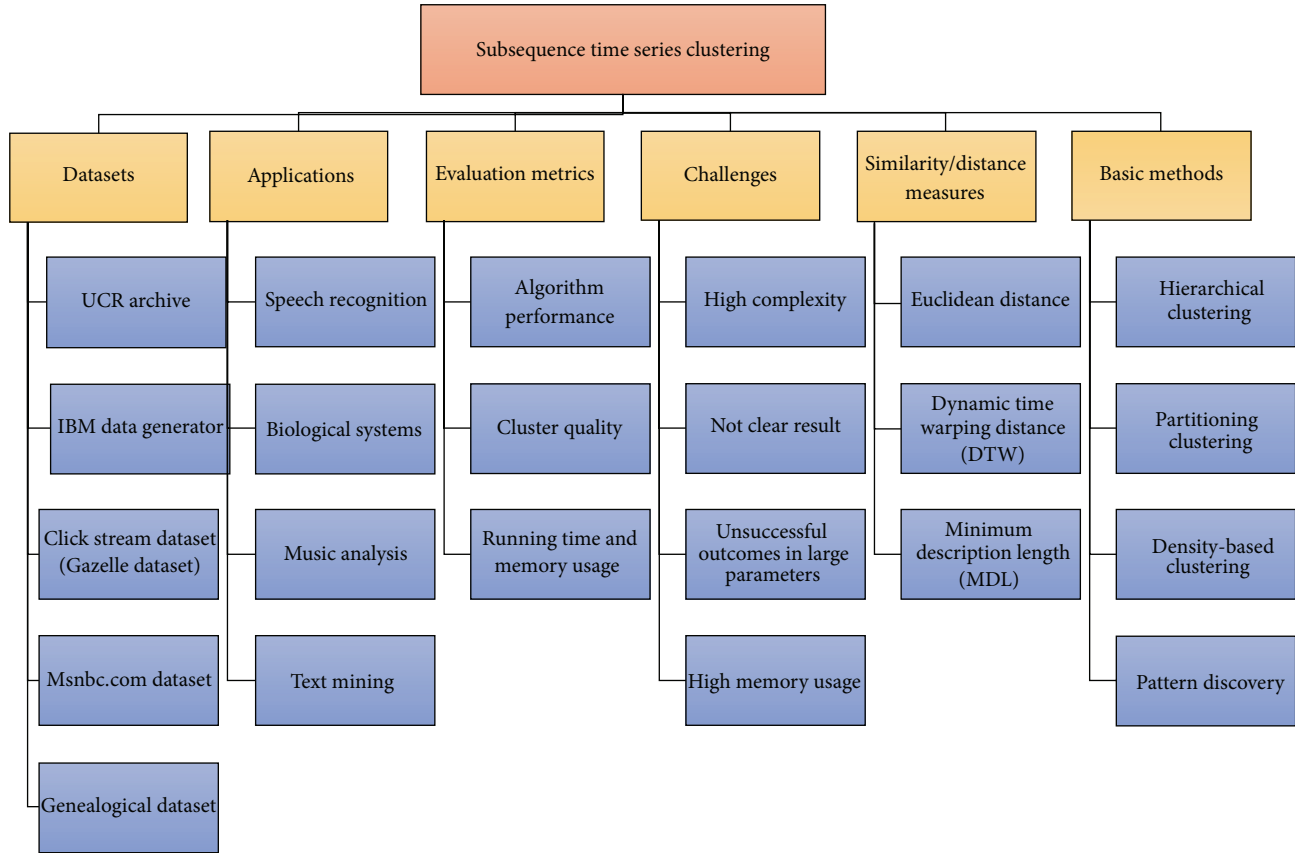 Subsequence time series clustering
Datasets
Applications
Evaluation metrics
Challenges
Similarity/distance
measures
Basic methods
UCR archive
IBM data generator
Click stream dataset
(Gazelle dataset)
Msnbc.com dataset
Genealogical dataset
Speech recognition
Biological systems
Music analysis
Text mining
Algorithm
performance
Cluster quality
Running time and
memory usage
High complexity
Not clear result
Unsuccessful
outcomes in large
parameters
High memory usage
Euclidean distance
Dynamic time
warping distance
(DTW)
Minimum
description length
(MDL)
Hierarchical
clustering
Partitioning
clustering
Density-based
clustering
Pattern discovery